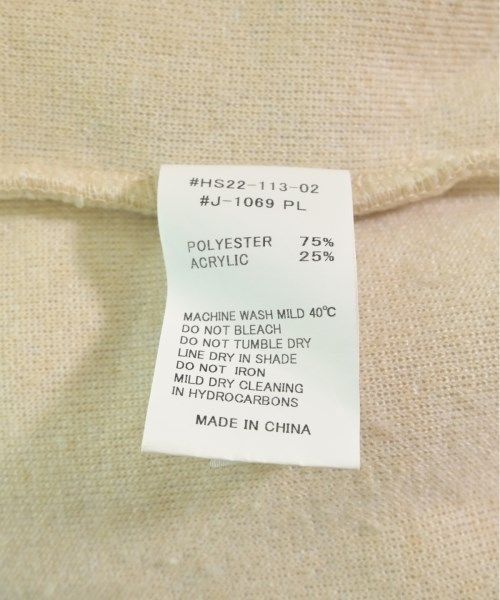 #HS22-113-02
#J-1069 PL
POLYESTER 75%
ACRYLIC 25%
MACHINE WASH MILD 40℃
DO NOT BLEACH
DO NOT TUMBLE DRY
LINE DRY IN SHADE
DO NOT IRON
MILD DRY CLEANING
IN HYDROCARBONS
MADE IN CHINA